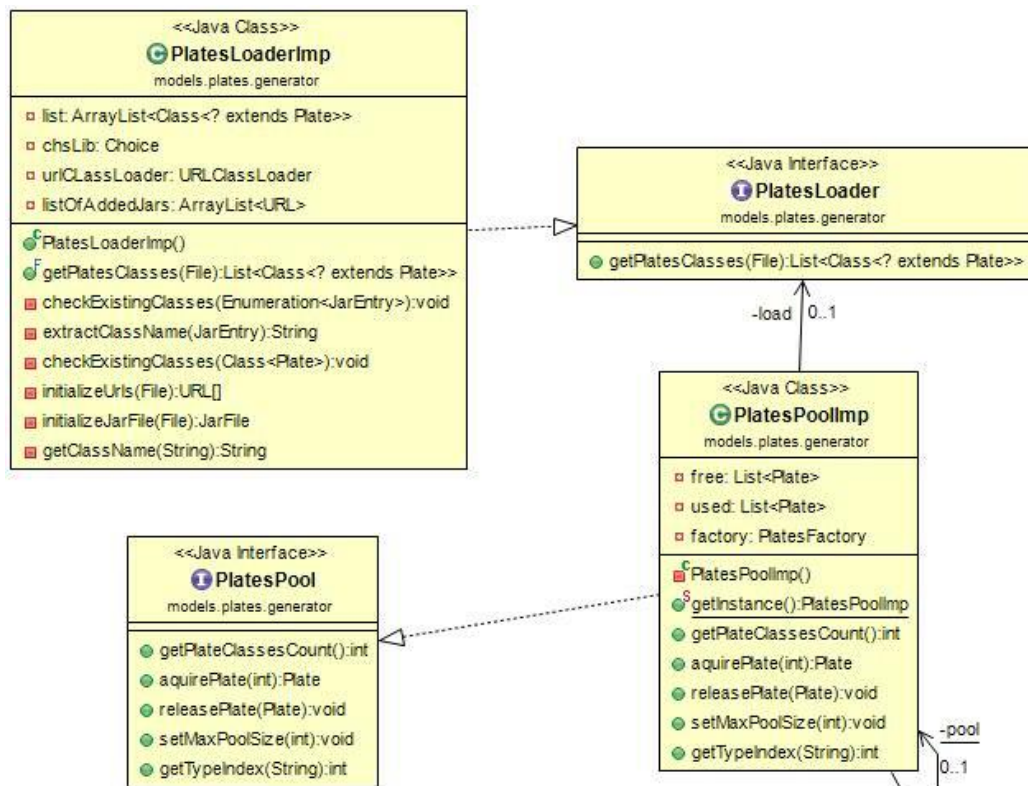 <<Java Class>>
PlatesLoaderImp
models.plates.generator
list: ArrayList<Class<? extends Plate>>
chsLib: Choice
urlCLassLoader: URLClassLoader
listOfAddedJars: ArrayList<URL>
PlatesLoaderImp()
getPlatesClasses(File):List<Class<? extends Plate>>
checkExistingClasses(Enumeration<JarEntry>):void
extractClassName(JarEntry):String
checkExistingClasses(Class<Plate>):void
initializeUrls(File):URL[]
initializeJarFile(File):JarFile
getClassName(String):String
<<Java Interface>>
PlatesLoader
models.plates.generator
getPlatesClasses(File):List<Class<? extends Plate>>
-load 0..1
<<Java Class>>
PlatesPoolImp
models.plates.generator
free: List<Plate>
used: List<Plate>
factory: PlatesFactory
PlatesPoolImp()
getInstance():PlatesPoolImp
getPlateClassesCount():int
aquirePlate(int):Plate
releasePlate(Plate):void
setMaxPoolSize(int):void
getTypeIndex(String):int
-pool
0..1
<<Java Interface>>
PlatesPool
models.plates.generator
getPlateClassesCount():int
aquirePlate(int):Plate
releasePlate(Plate):void
setMaxPoolSize(int):void
getTypeIndex(String):int